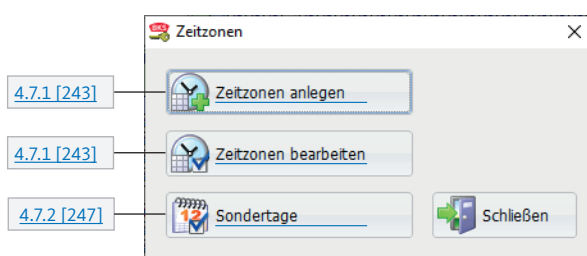 Zeitzonen
4.7.1 [243]
Zeitzonen anlegen
4.7.1 [243]
Zeitzonen bearbeiten
4.7.2 [247]
12
Sondertage
Schließen